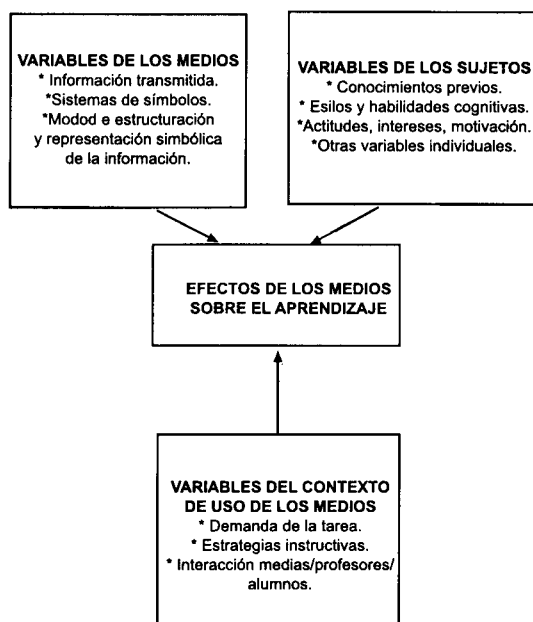 VARIABLES DE LOS MEDIOS
* Información transmitida.
*Sistemas de símbolos.
*Modod e estructuración
y representación simbólica
de la información.
VARIABLES DE LOS SUJETOS
* Conocimientos previos.
* Esilos y habilidades cognitivas.
*Actitudes, intereses, motivación.
*Otras variables individuales.
EFECTOS DE LOS MEDIOS
SOBRE EL APRENDIZAJE
VARIABLES DEL CONTEXTO
DE USO DE LOS MEDIOS
* Demanda de la tarea.
* Estrategias instructivas.
* Interacción medias/profesores/
alumnos.